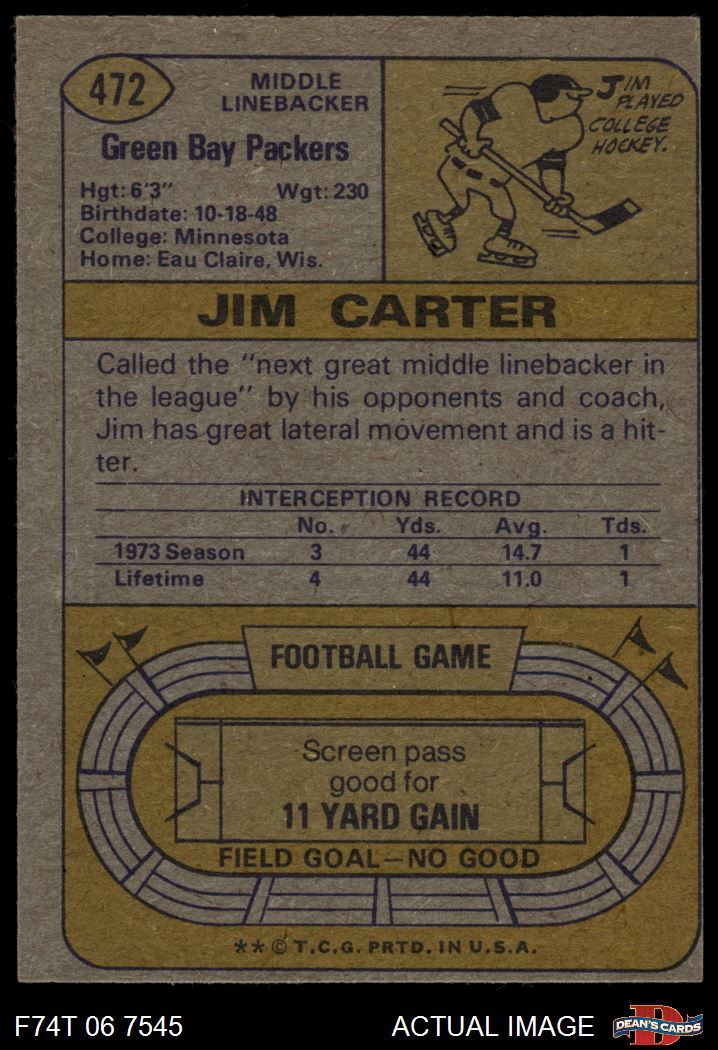 472
MIDDLE
LINEBACKER
Green Bay Packers
Hgt: 6'3" Wgt: 230
Birthdate: 10-18-48
College: Minnesota
Home: Eau Claire, Wis.
JIM
PLAYED
COLLEGE
HOCKEY.
JIM CARTER
Called the "next great middle linebacker in
the league" by his opponents and coach,
Jim has great lateral movement and is a hit-
ter.
INTERCEPTION RECORD
No. Yds. Avg. Tds.
1973 Season 3 44 14.7 1
Lifetime 4 44 11.0 1
FOOTBALL GAME
Screen pass
good for
11 YARD GAIN
FIELD GOAL—NO GOOD
** © T.C.G. PRTD. IN U.S.A.
F74T 06 7545 ACTUAL IMAGE D DEAN'S CARDS